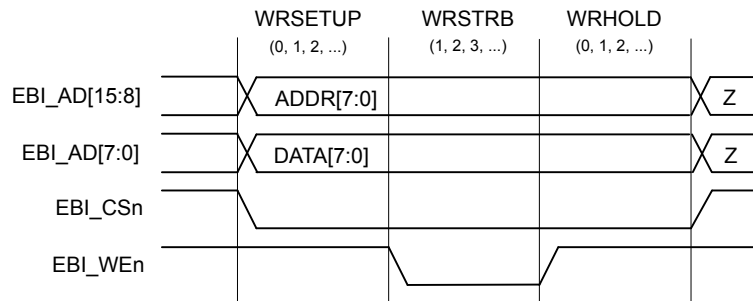 WRSETUP WRSTRB WRHOLD
(0, 1, 2, ...) (1, 2, 3, ...) (0, 1, 2, ...)
EBI_AD[15:8] ADDR[7:0] Z
EBI_AD[7:0] DATA[7:0] Z
EBI_CSn
EBI_WEn